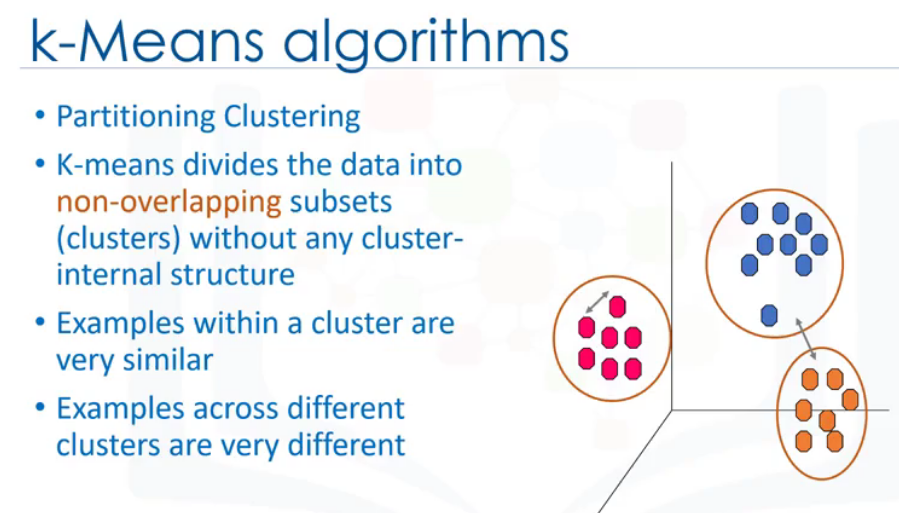 k-Means algorithms
• Partitioning Clustering
• K-means divides the data into
non-overlapping subsets
(clusters) without any cluster-
internal structure
• Examples within a cluster are
very similar
• Examples across different
clusters are very different